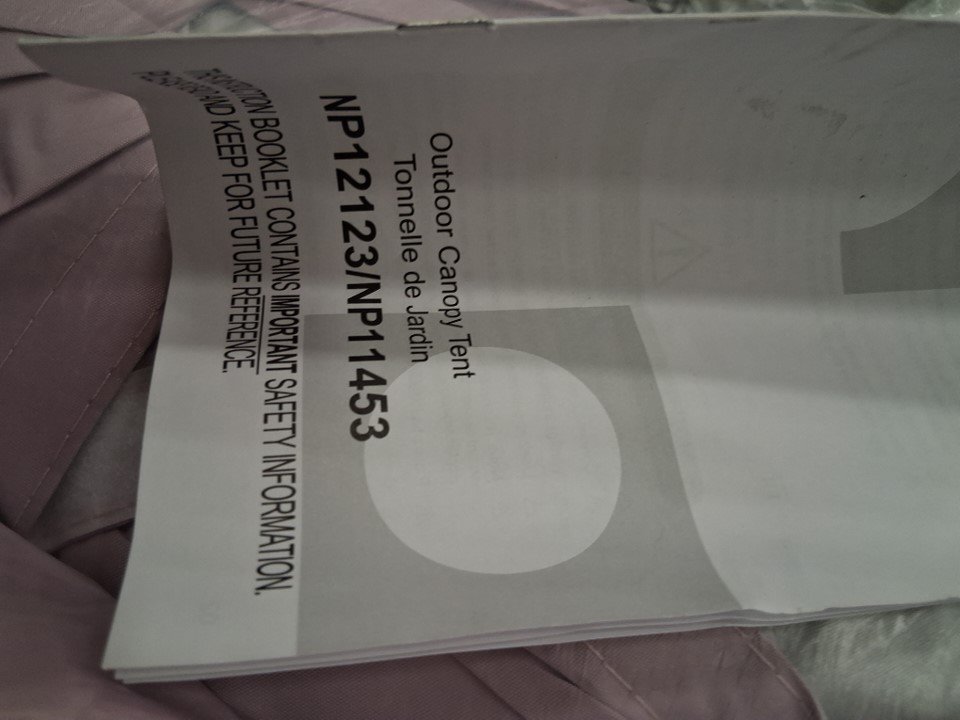 Outdoor Canopy Tent
Tonnelle de Jardin
NP12123/NP11453
BOOKLET CONTAINS IMPORTANT SAFETY INFORMATION.
AND KEEP FOR FUTURE REFERENCE.